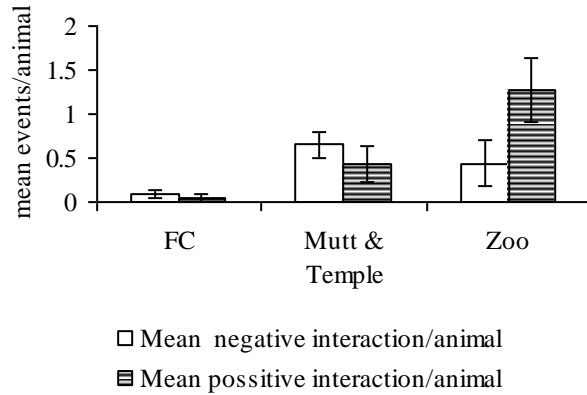 mean events/animal
2
1.5
1
0.5
0
FC
Mutt &
Temple
Zoo
Mean negative interaction/animal
Mean possitive interaction/animal